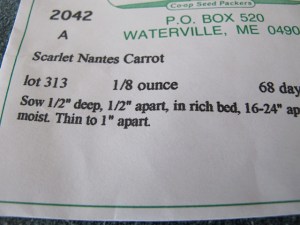 Co-op Seed Packers
2042
P.O. BOX 520
A
WATERVILLE, ME 0490
Scarlet Nantes Carrot
lot 313 1/8 ounce 68 day
Sow 1/2" deep, 1/2" apart, in rich bed, 16-24" ap
moist. Thin to 1" apart.